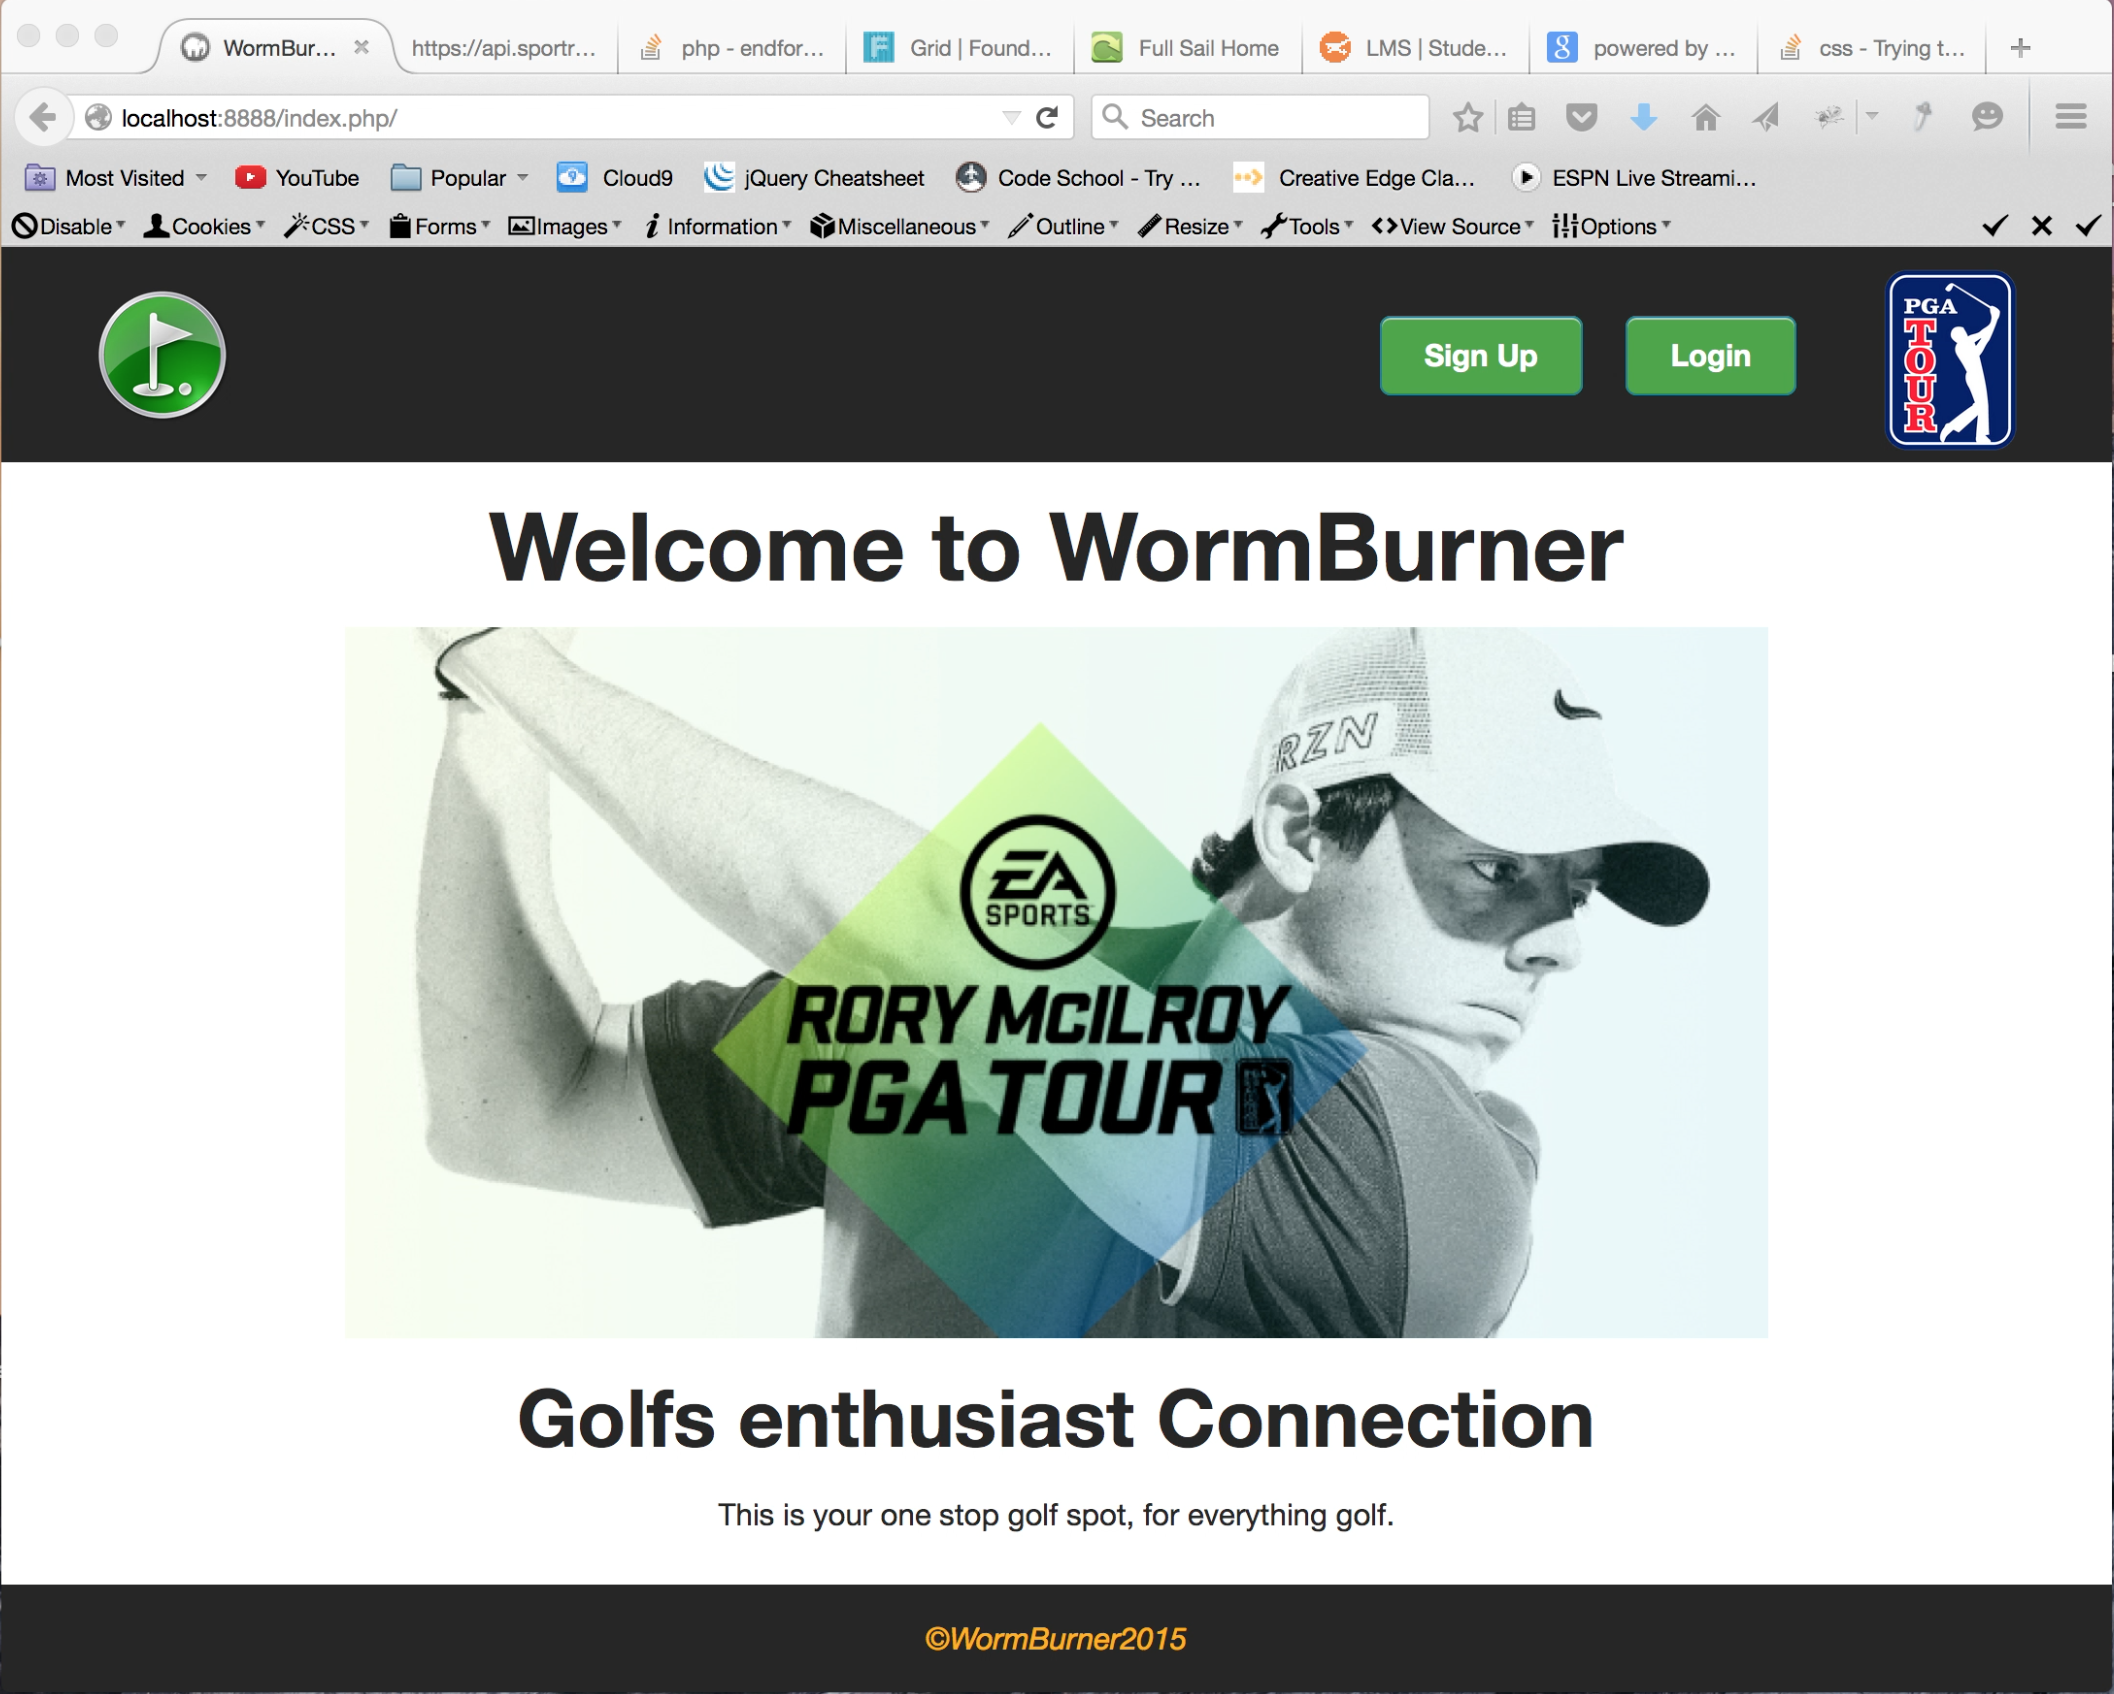 WormBur... https://api.sportr... php - endfor... Grid | Found... Full Sail Home LMS | Stude... powered by ... css - Trying t...
localhost:8888/index.php/ Search
Most Visited YouTube Popular Cloud9 jQuery Cheatsheet Code School - Try ... Creative Edge Cla... ESPN Live Streami...
Disable Cookies CSS Forms Images Information Miscellaneous Outline Resize Tools View Source Options
Sign Up Login
PGA
TOUR
Welcome to WormBurner
RZN
EA
SPORTS
RORY McILROY
PGA TOUR
Golfs enthusiast Connection
This is your one stop golf spot, for everything golf.
©WormBurner2015